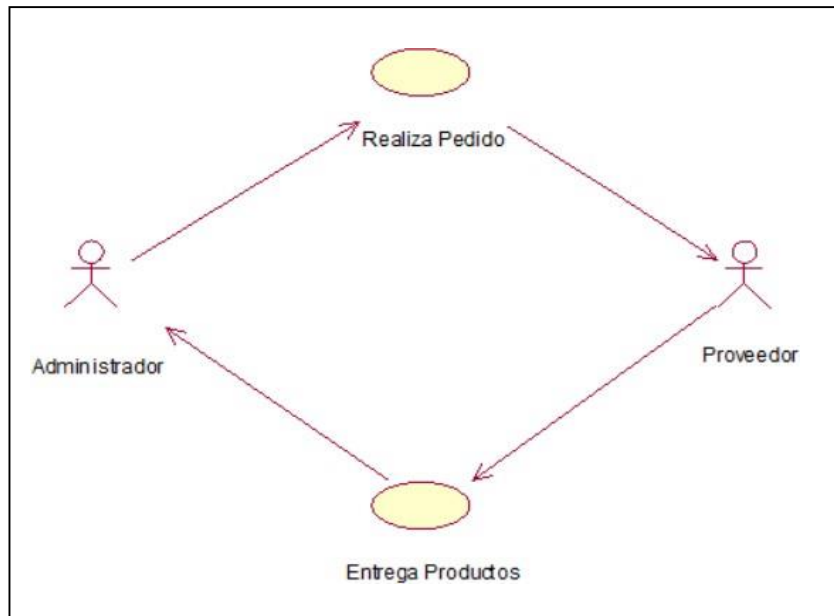 Realiza Pedido
Administrador
Proveedor
Entrega Productos